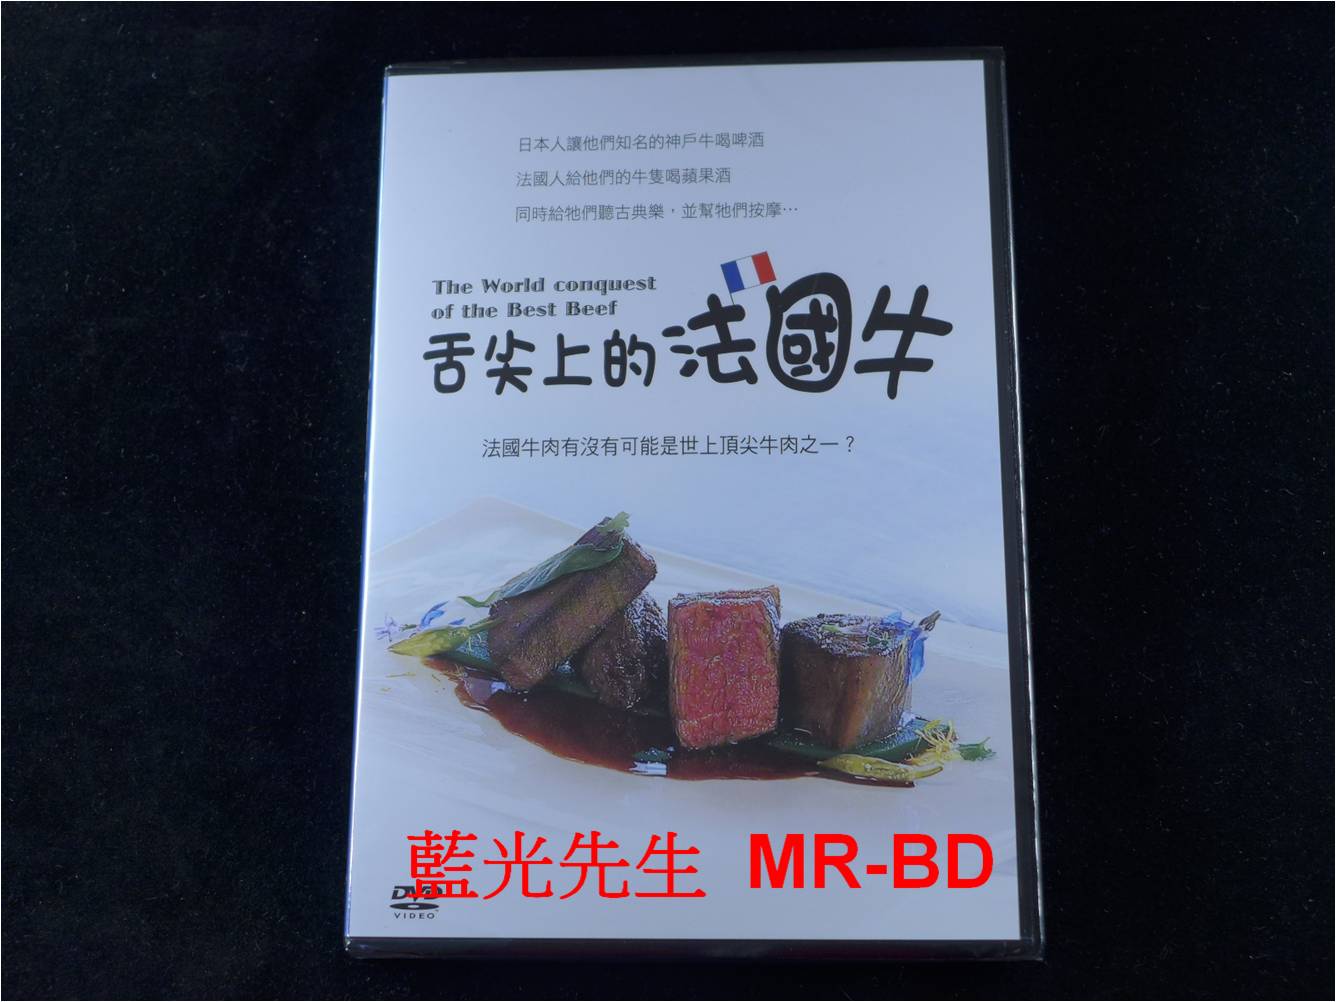 日本人讓他們知名的神戶牛喝啤酒
法國人給他們的牛隻喝蘋果酒
同時給牠們聽古典樂，並幫牠們按摩…
The World conquest
of the Best Beef
舌尖上的法國牛
法國牛肉有沒有可能是世上頂尖牛肉之一？
藍光先生 MR-BD
DVD
VIDEO